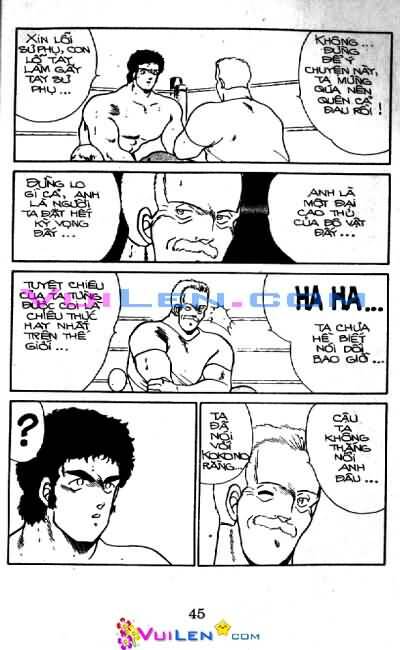 XIN LỖI
SƯ PHỤ, CON
LỠ TAY
LÀM GÃY
TAY SƯ
PHỤ...
KHÔNG...
ĐỪNG
ĐỂ Ý
CHUYỆN NÀY,
TA MỪNG
QUÁ NÊN
QUÊN CẢ
ĐAU RỒI!
ĐỪNG LO
GÌ CẢ, ANH
LÀ NGƯỜI
TA ĐẶT HẾT
KỲ VỌNG
ĐẤY...
ANH LÀ
MỘT ĐẠI
CAO THỦ
CỦA ĐÔ VẬT
ĐẤY...
TUYỆT CHIÊU
CỦA TA TỪNG
ĐƯỢC COI LÀ
CHIÊU THỨC
HAY NHẤT
TRÊN THẾ
GIỚI...
HA HA...
TA CHƯA
HỀ BIẾT
NÓI DỐI
BAO GIỜ...
VUILEN.COM
?
TA
ĐÃ
NÓI
VỚI
KOKONO
RẰNG...
CẬU
TA
KHÔNG
THẮNG
NỔI
ANH
ĐÂU...
45
VUILEN
.COM